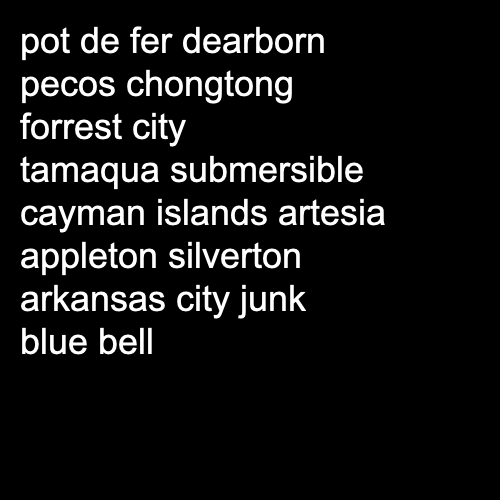 pot de fer dearborn
pecos chongtong
forrest city
tamaqua submersible
cayman islands artesia
appleton silverton
arkansas city junk
blue bell